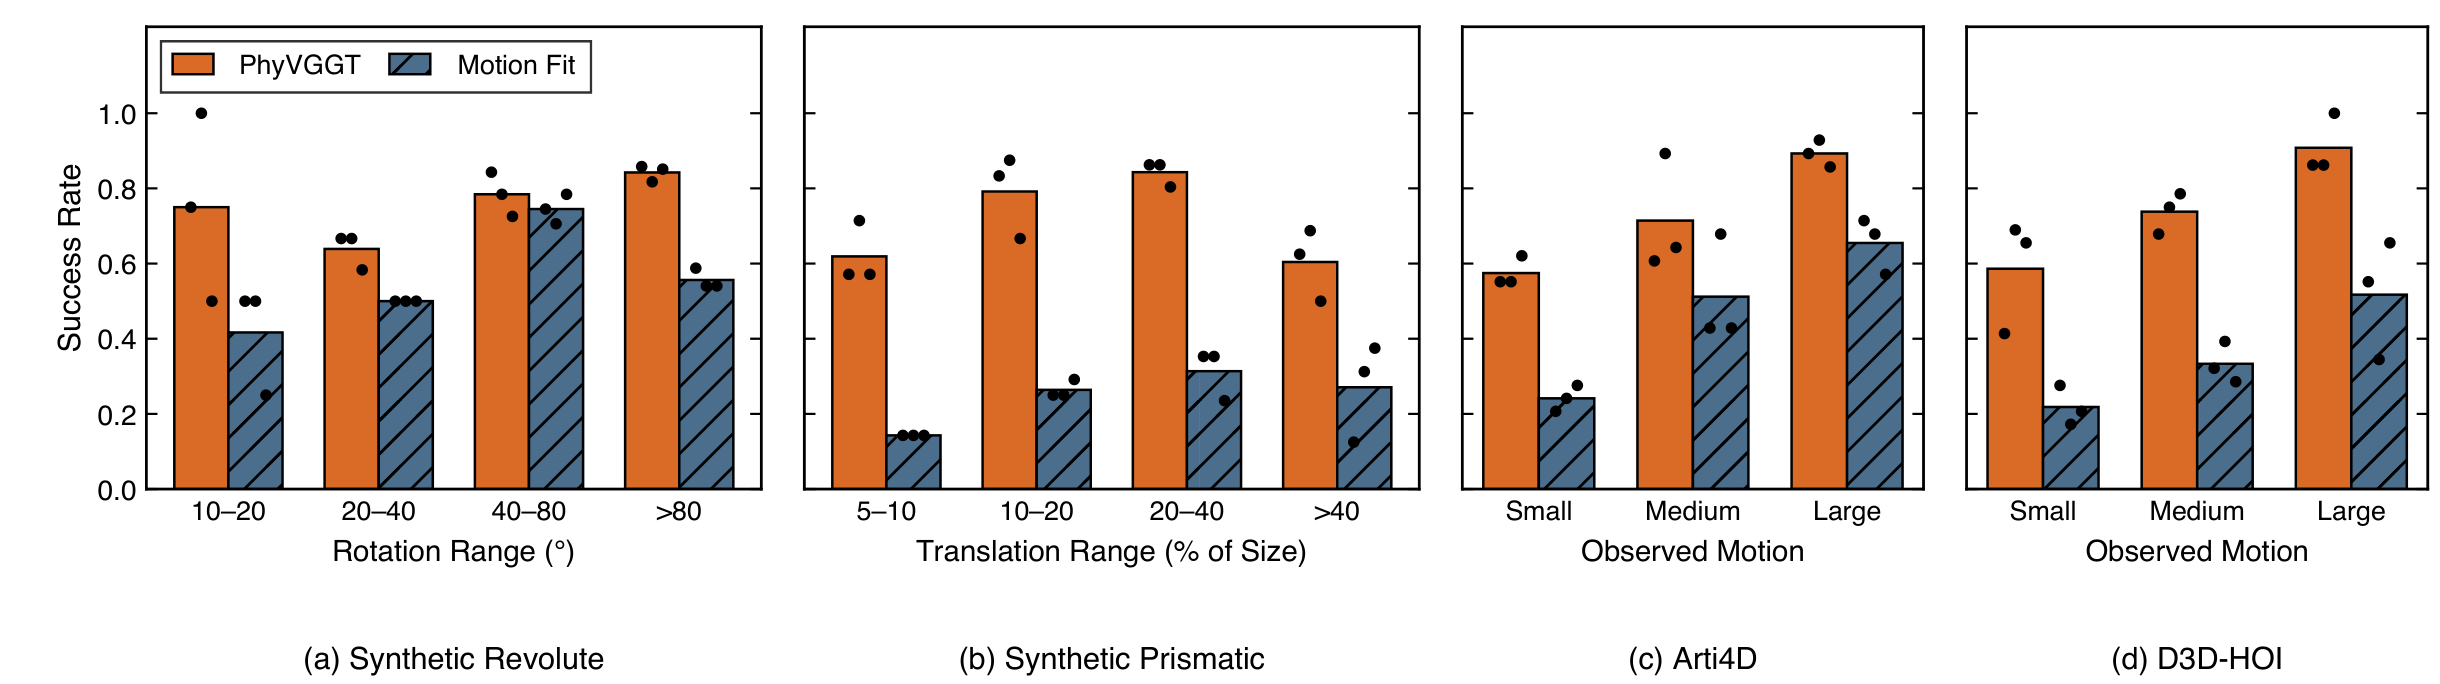 PhyVGGT Motion Fit
Success Rate
1.0
0.8
0.6
0.4
0.2
0.0
10–20 20–40 40–80 >80
Rotation Range (°)
(a) Synthetic Revolute
5–10 10–20 20–40 >40
Translation Range (% of Size)
(b) Synthetic Prismatic
Small Medium Large
Observed Motion
(c) Arti4D
Small Medium Large
Observed Motion
(d) D3D-HOI